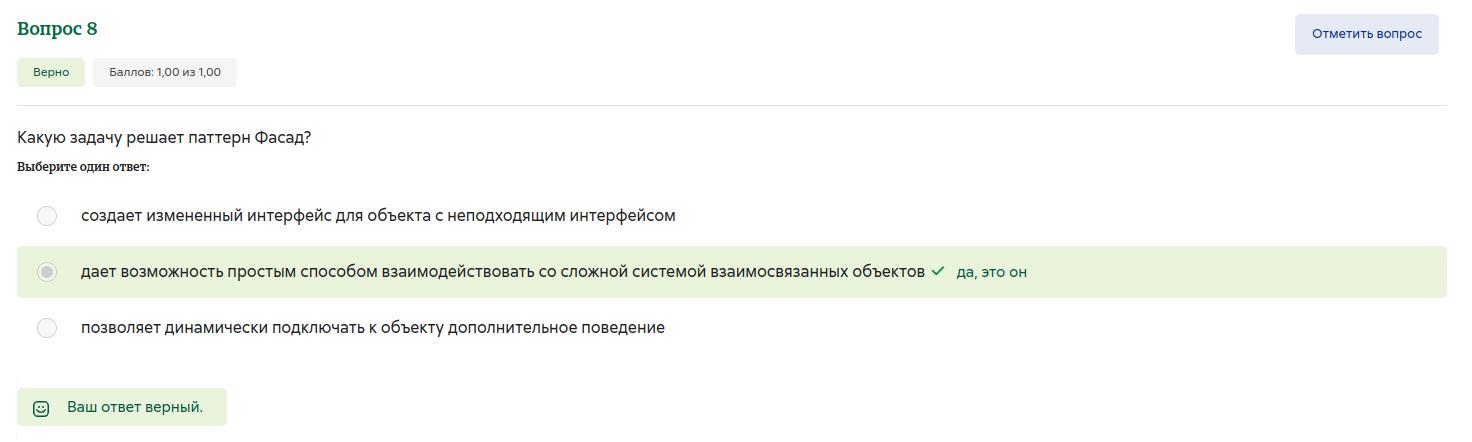 Вопрос 8
Отметить вопрос
Верно
Баллов: 1,00 из 1,00
Какую задачу решает паттерн Фасад?
Выберите один ответ:
создает измененный интерфейс для объекта с неподходящим интерфейсом
дает возможность простым способом взаимодействовать со сложной системой взаимосвязанных объектов да, это он
позволяет динамически подключать к объекту дополнительное поведение
Ваш ответ верный.